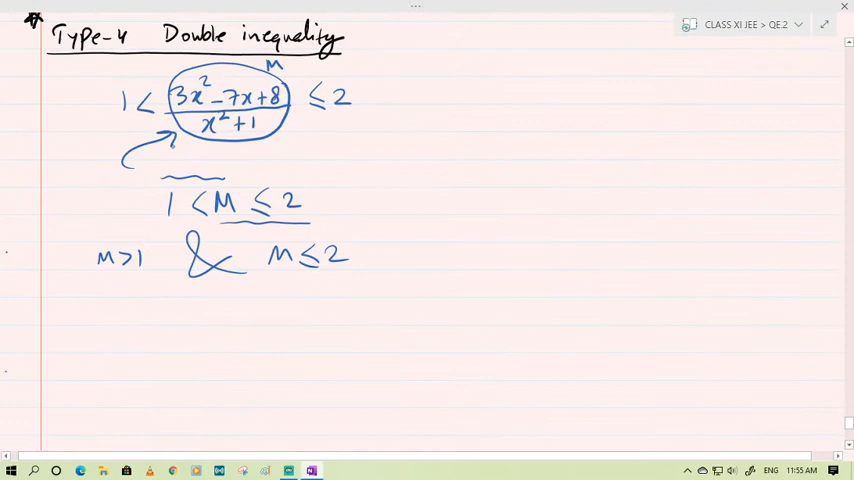 CLASS XI JEE > QE.2
Type-4 Double inequality
M
1 < (3x² - 7x + 8)/(x² + 1) ≤ 2
1 < M ≤ 2
M > 1 & M ≤ 2
ENG 11:55 AM